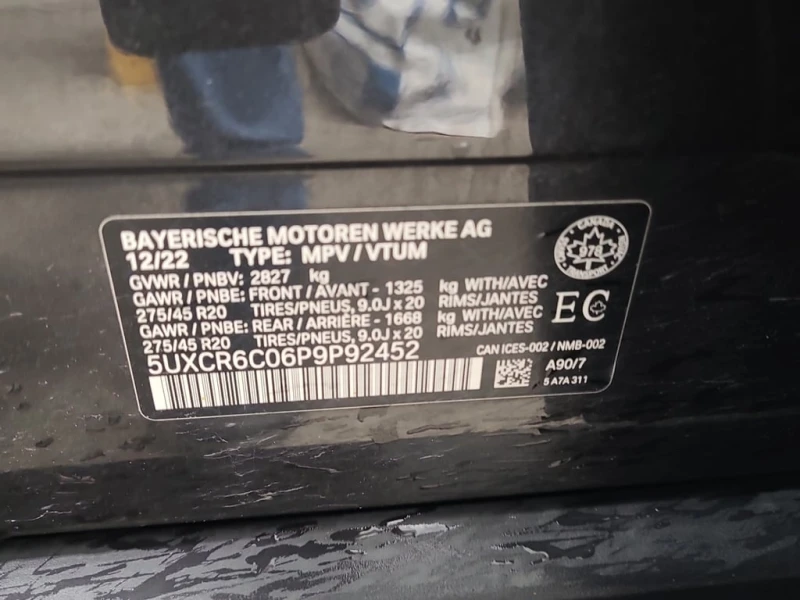 BAYERISCHE MOTOREN WERKE AG
12/22 TYPE: MPV / VTUM
GVWR / PNBV: 2827 kg
GAWR / PNBE: FRONT / AVANT - 1325 kg WITH/AVEC
275/45 R20 TIRES/PNEUS, 9.0J x 20 RIMS/JANTES
GAWR / PNBE: REAR / ARRIÈRE - 1668 kg WITH/AVEC
275/45 R20 TIRES/PNEUS, 9.0J x 20 RIMS/JANTES
5UXCR6C06P9P92452
CANADA
978
TRANSPORT
EC
CAN ICES-002 / NMB-002
A90/7
5 A7A 311